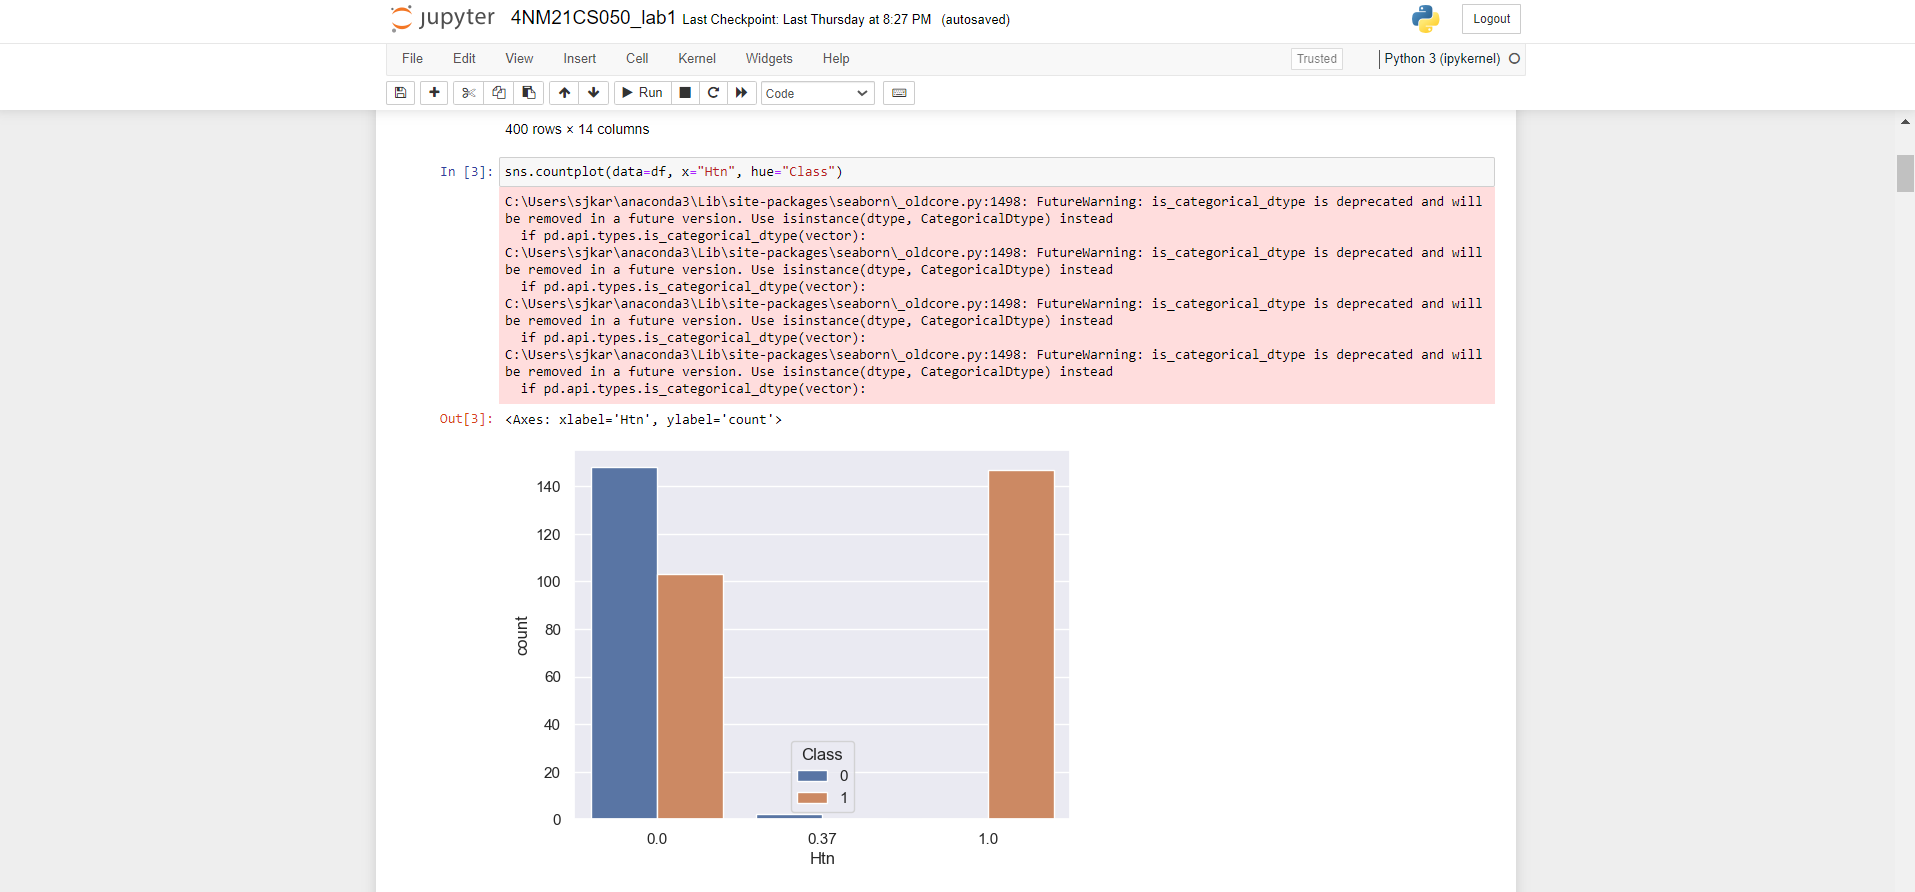 jupyter 4NM21CS050_lab1 Last Checkpoint: Last Thursday at 8:27 PM (autosaved)
Logout
File Edit View Insert Cell Kernel Widgets Help
Trusted
Python 3 (ipykernel)
Run
Code
400 rows × 14 columns
In [3]: sns.countplot(data=df, x="Htn", hue="Class")
C:\Users\sjkar\anaconda3\Lib\site-packages\seaborn\_oldcore.py:1498: FutureWarning: is_categorical_dtype is deprecated and will
be removed in a future version. Use isinstance(dtype, CategoricalDtype) instead
  if pd.api.types.is_categorical_dtype(vector):
C:\Users\sjkar\anaconda3\Lib\site-packages\seaborn\_oldcore.py:1498: FutureWarning: is_categorical_dtype is deprecated and will
be removed in a future version. Use isinstance(dtype, CategoricalDtype) instead
  if pd.api.types.is_categorical_dtype(vector):
C:\Users\sjkar\anaconda3\Lib\site-packages\seaborn\_oldcore.py:1498: FutureWarning: is_categorical_dtype is deprecated and will
be removed in a future version. Use isinstance(dtype, CategoricalDtype) instead
  if pd.api.types.is_categorical_dtype(vector):
C:\Users\sjkar\anaconda3\Lib\site-packages\seaborn\_oldcore.py:1498: FutureWarning: is_categorical_dtype is deprecated and will
be removed in a future version. Use isinstance(dtype, CategoricalDtype) instead
  if pd.api.types.is_categorical_dtype(vector):
Out[3]: <Axes: xlabel='Htn', ylabel='count'>
140
120
100
80
60
40
20
0
count
Class
0
1
0.0 0.37 1.0
Htn